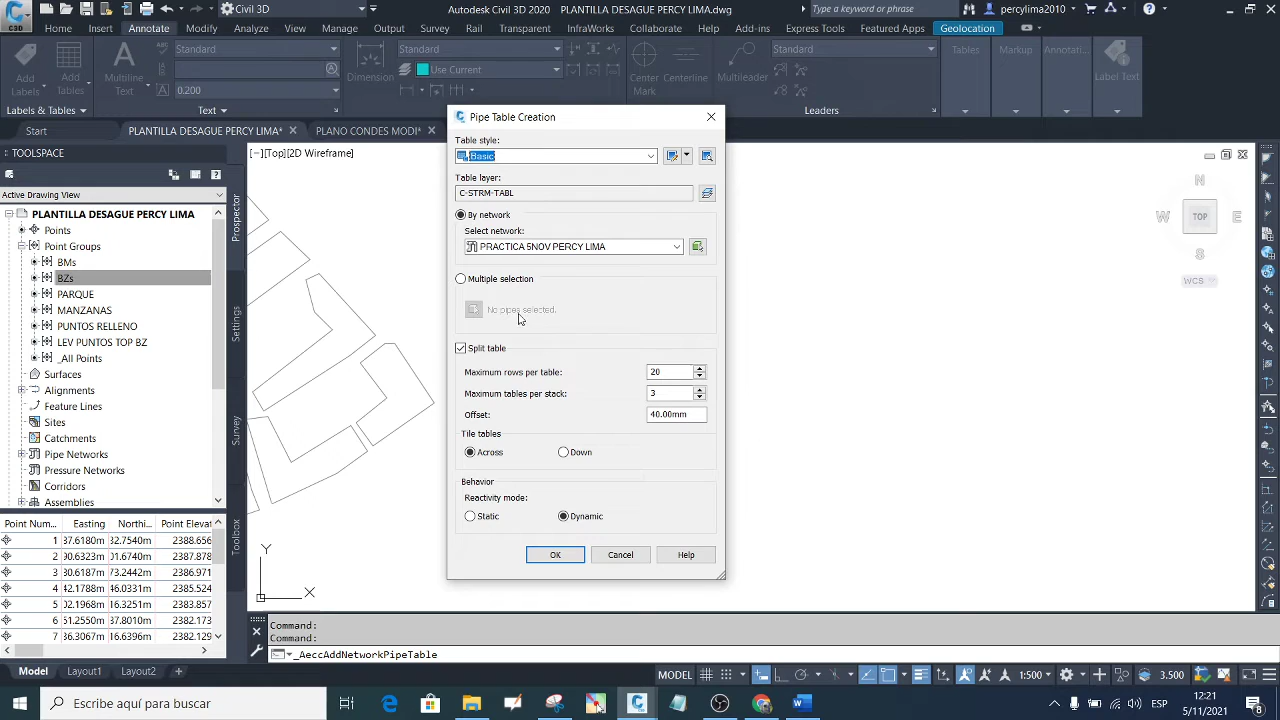 C3D
Civil 3D
Autodesk Civil 3D 2020 PLANTILLA DESAGUE PERCY LIMA.dwg
Type a keyword or phrase
percylima2010
Home Insert Annotate Modify Analyze View Manage Output Survey Rail Transparent InfraWorks Collaborate Help Add-ins Express Tools Featured Apps Geolocation
Add Labels
Add Tables
Multiline Text
Standard
0.200
Dimension
Standard
Use Current
Center Mark
Centerline
Multileader
Standard
Tables
Markup
Annotati...
Label Text
Labels & Tables
Text
Leaders
Start
PLANTILLA DESAGUE PERCY LIMA*
PLANO CONDES MODI*
TOOLSPACE
Active Drawing View
PLANTILLA DESAGUE PERCY LIMA
Points
Point Groups
BMs
BZs
PARQUE
MANZANAS
PUNTOS RELLENO
LEV PUNTOS TOP BZ
_All Points
Surfaces
Alignments
Feature Lines
Sites
Catchments
Pipe Networks
Pressure Networks
Corridors
Assemblies
Prospector
Settings
Survey
Toolbox
Point Num... Easting Northi... Point Eleva
1 37.6180m 32.7540m 2388.656
2 90.6323m 01.6740m 2387.878
3 30.6187m 73.2442m 2386.971
4 42.1788m 46.0331m 2385.524
5 02.1968m 16.3251m 2383.857
6 51.2550m 37.8010m 2382.129
7 36.3067m 16.6396m 2382.129
[−][Top][2D Wireframe]
N
W TOP E
S
WCS
Y
X
Pipe Table Creation
Table style:
Basic
Table layer:
C-STRM-TABL
By network
Select network:
PRACTICA 5NOV PERCY LIMA
Multiple selection
No pipes selected.
Split table
Maximum rows per table: 20
Maximum tables per stack: 3
Offset: 40.00mm
Tile tables
Across Down
Behavior
Reactivity mode:
Static Dynamic
OK Cancel Help
Command:
Command:
_AeccAddNetworkPipeTable
Model Layout1 Layout2 +
MODEL 1:500 3.500
Escribe aquí para buscar
ESP
12:21
5/11/2021